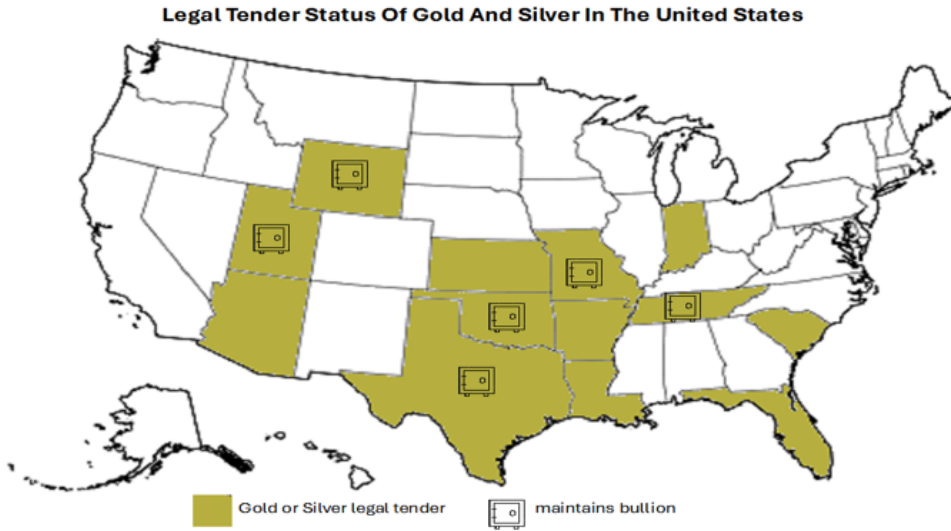 Legal Tender Status Of Gold And Silver In The United States
Gold or Silver legal tender
maintains bullion